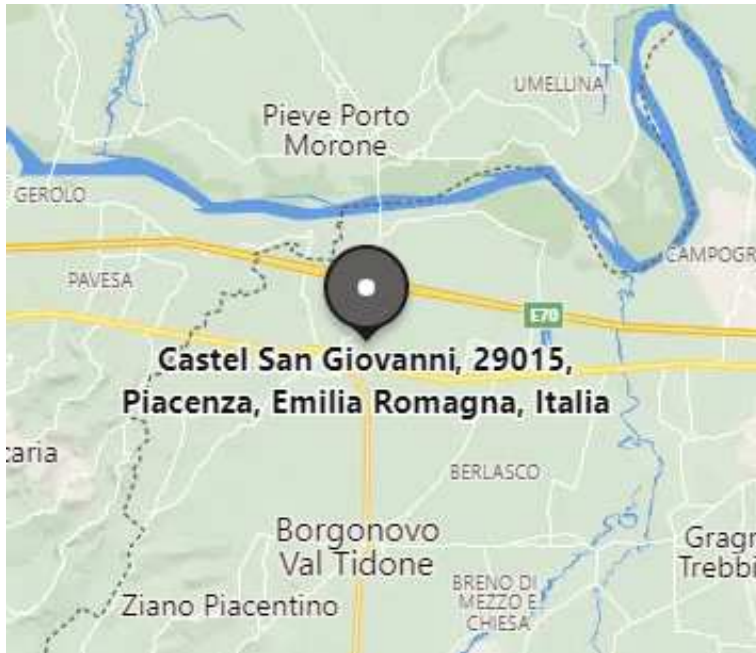 UMELLINA
Pieve Porto
Morone
GEROLO
CAMPOGR
PAVESA
E70
Castel San Giovanni, 29015,
Piacenza, Emilia Romagna, Italia
caria
BERLASCO
Borgonovo
Val Tidone
Gragn
Trebbi
BRENO DI
MEZZO E
CHIESA
Ziano Piacentino